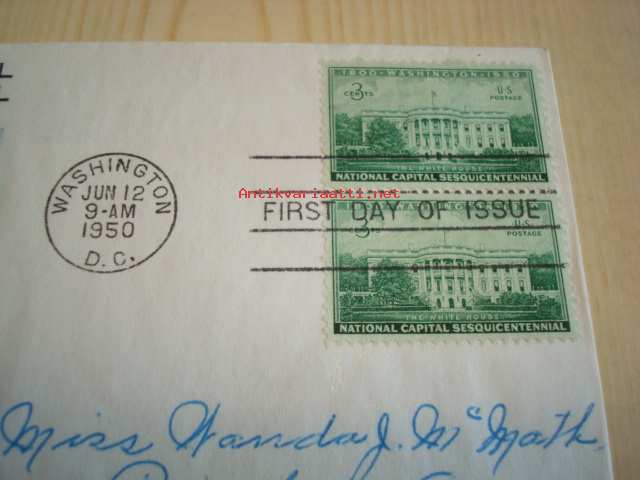 WASHINGTON
JUN 12
9-AM
1950
D.C.
1800 · WASHINGTON · 1950
3 CENTS
U·S POSTAGE
THE WHITE HOUSE
NATIONAL CAPITAL SESQUICENTENNIAL
Antikvariaatti.net
FIRST DAY OF ISSUE
CENTS
U·S POSTAGE
THE WHITE HOUSE
NATIONAL CAPITAL SESQUICENTENNIAL
Miss Wanda J. McMath